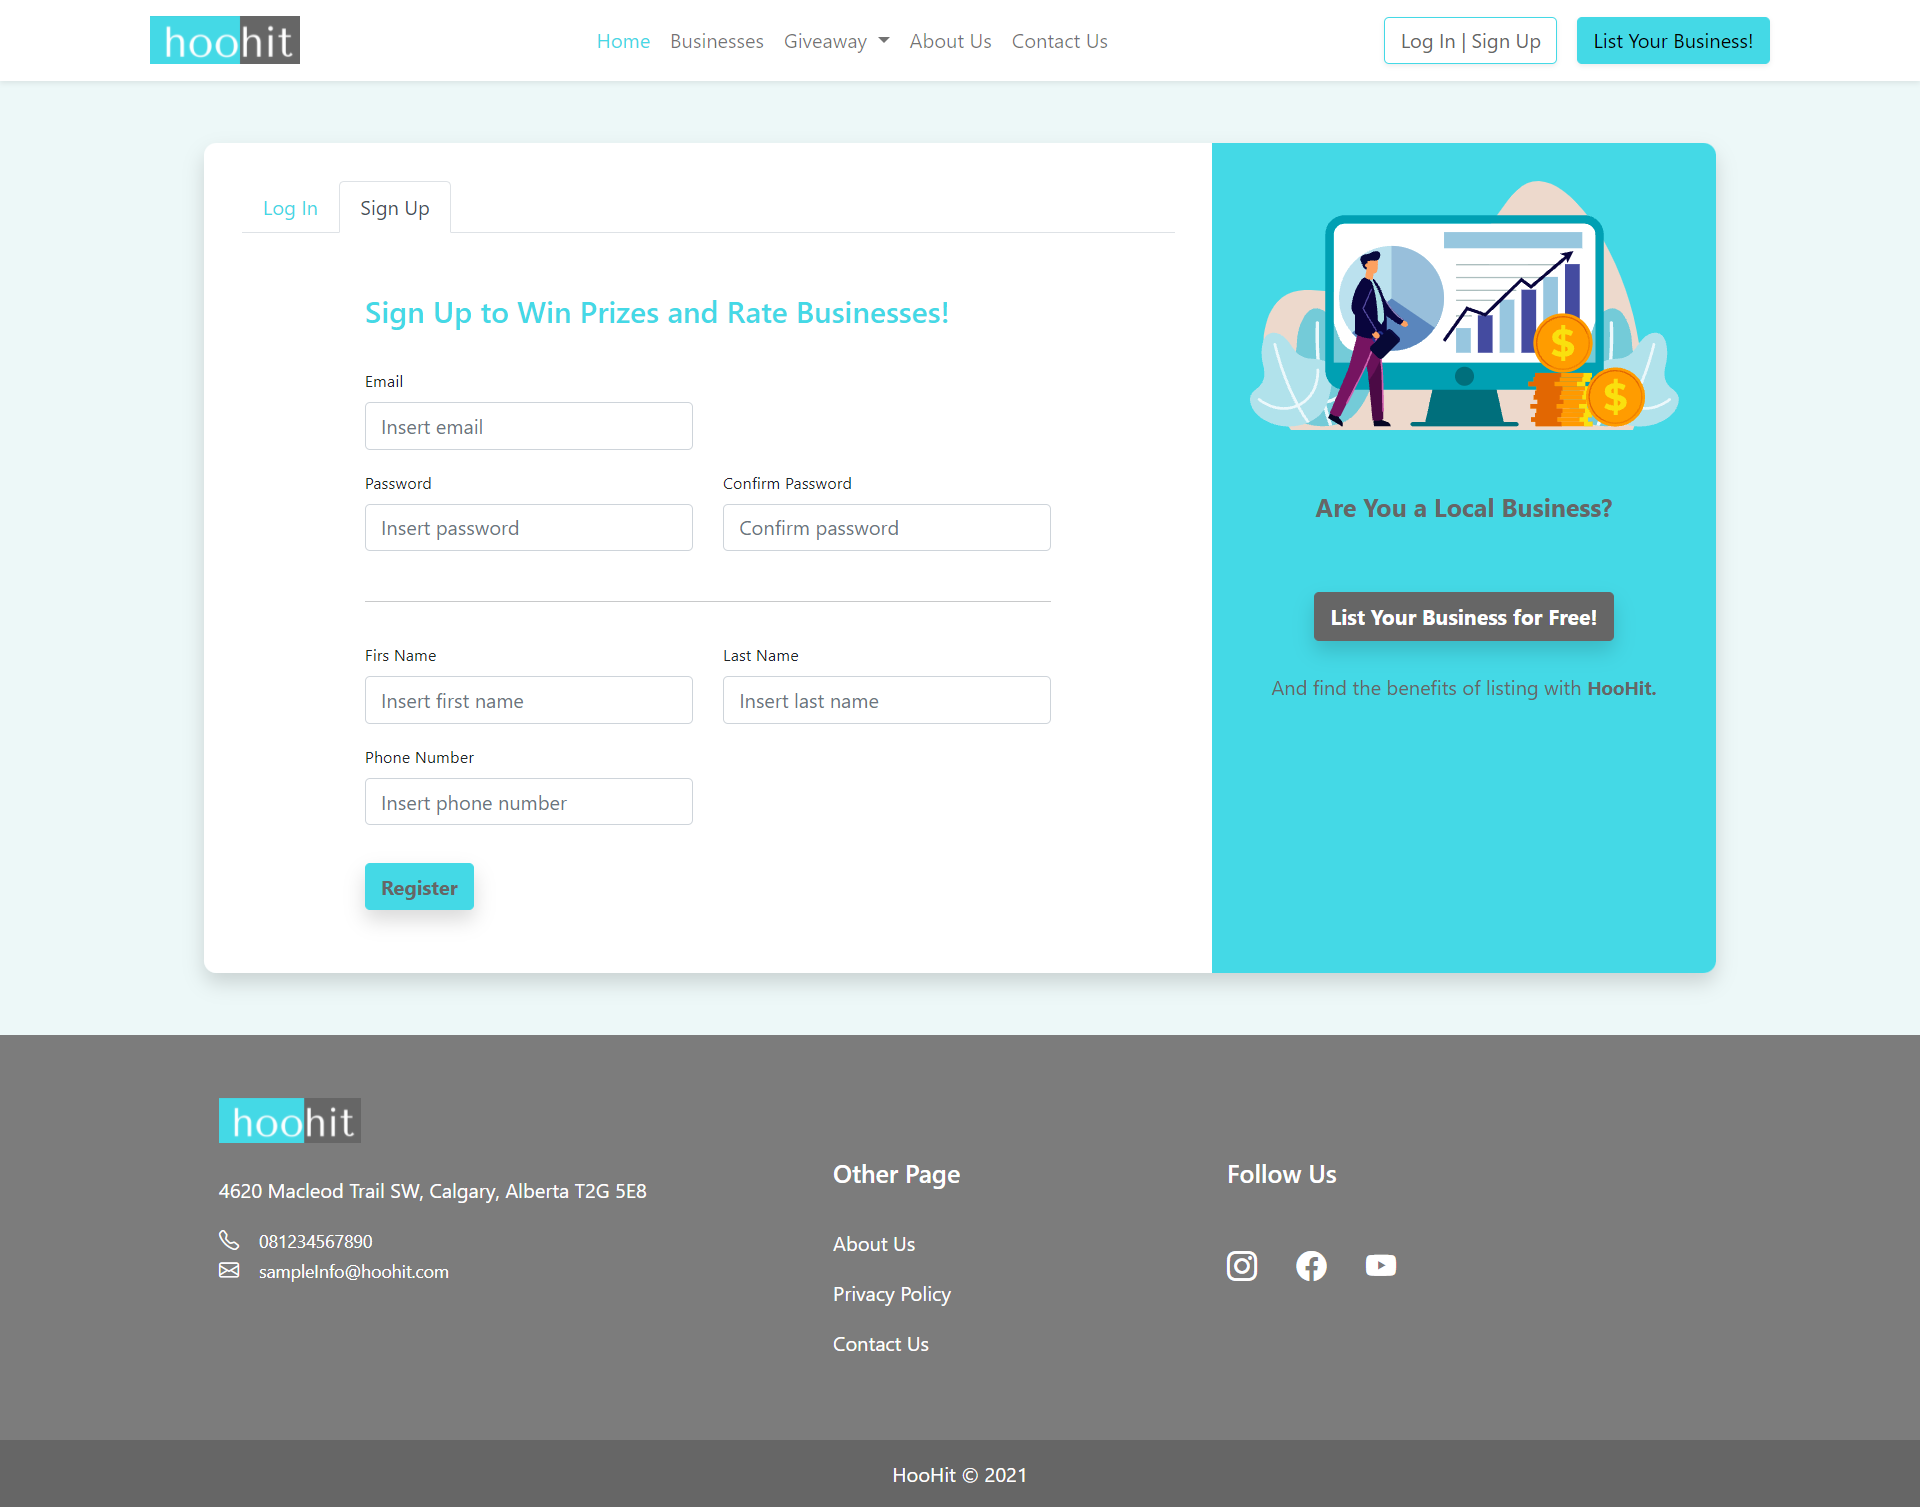 hoohit
Home Businesses Giveaway About Us Contact Us
Log In | Sign Up
List Your Business!
Log In
Sign Up
Sign Up to Win Prizes and Rate Businesses!
Email
Insert email
Password
Confirm Password
Insert password
Confirm password
Firs Name
Last Name
Insert first name
Insert last name
Phone Number
Insert phone number
Register
$
$
Are You a Local Business?
List Your Business for Free!
And find the benefits of listing with HooHit.
hoohit
4620 Macleod Trail SW, Calgary, Alberta T2G 5E8
081234567890
sampleInfo@hoohit.com
Other Page
About Us
Privacy Policy
Contact Us
Follow Us
HooHit © 2021